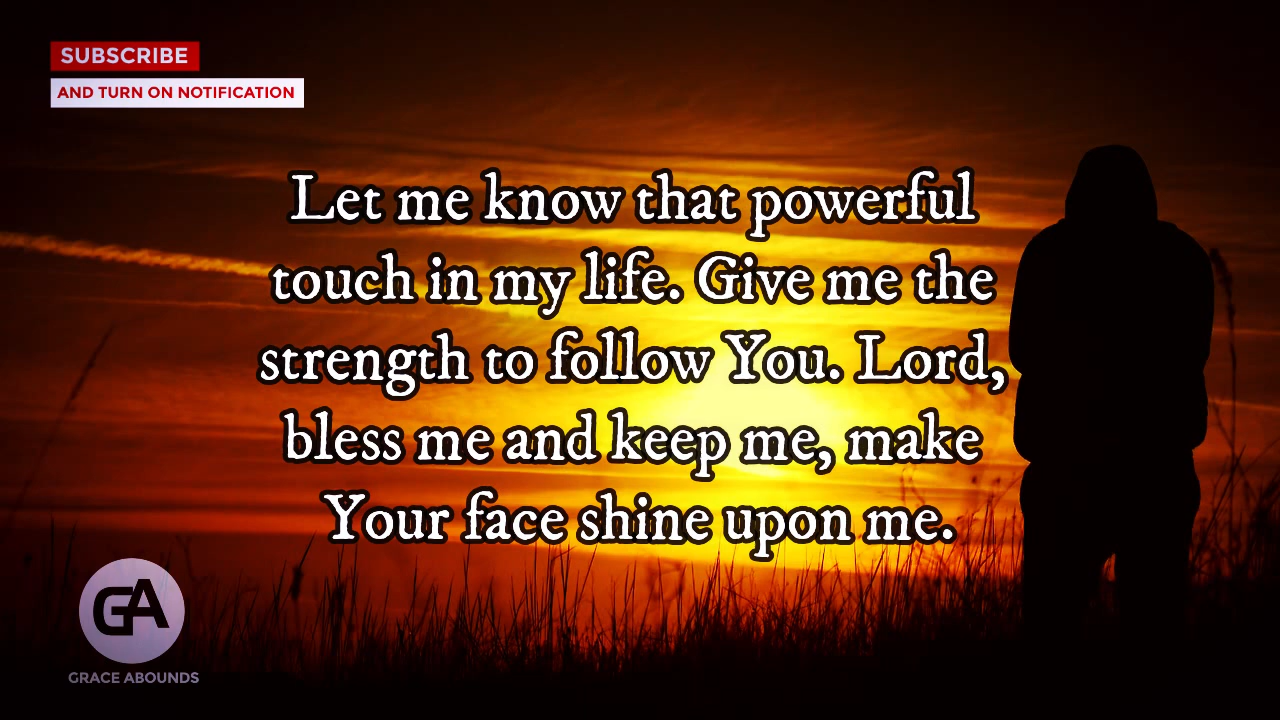 SUBSCRIBE
AND TURN ON NOTIFICATION
Let me know that powerful
touch in my life. Give me the
strength to follow You. Lord,
bless me and keep me, make
Your face shine upon me.
GA
GRACE ABOUNDS